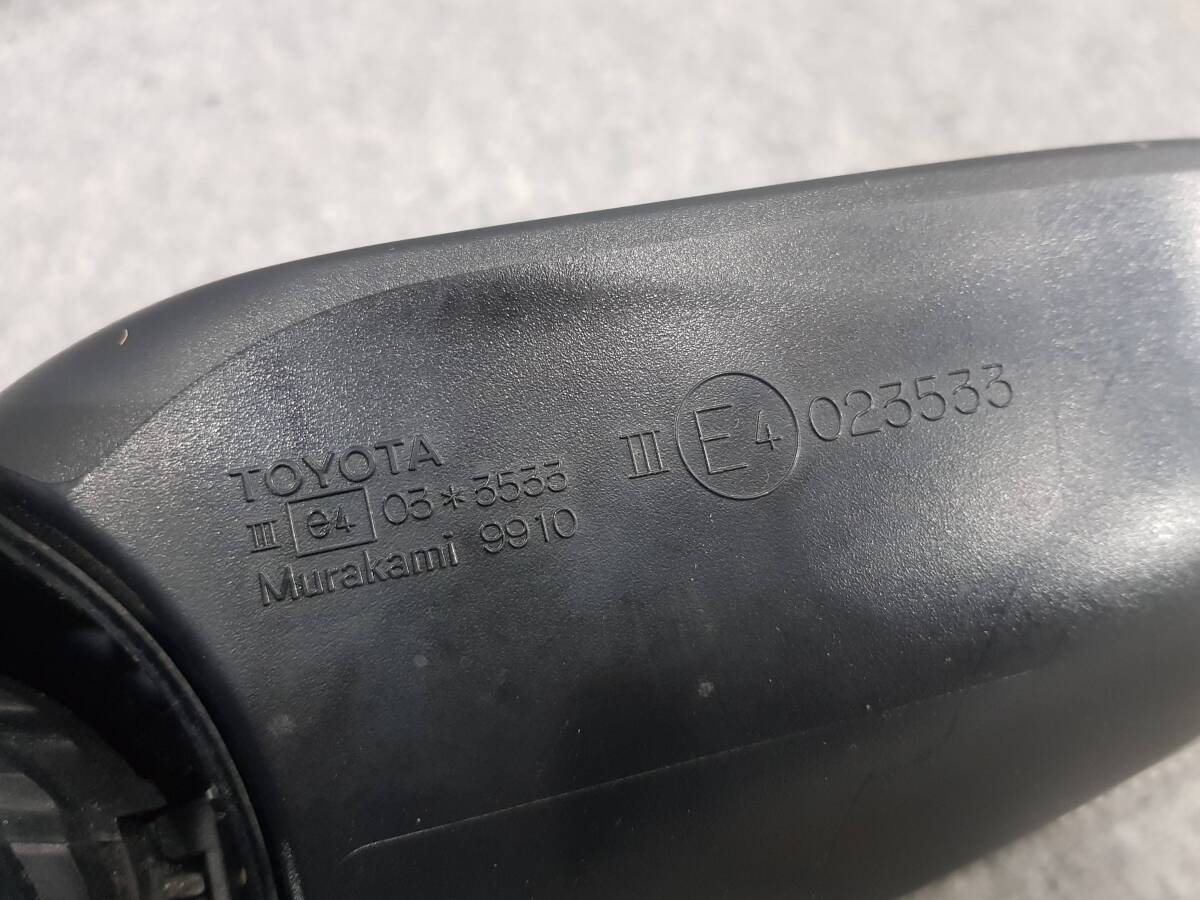 TOYOTA
III e4 03*3533
Murakami 9910
III E4 023533